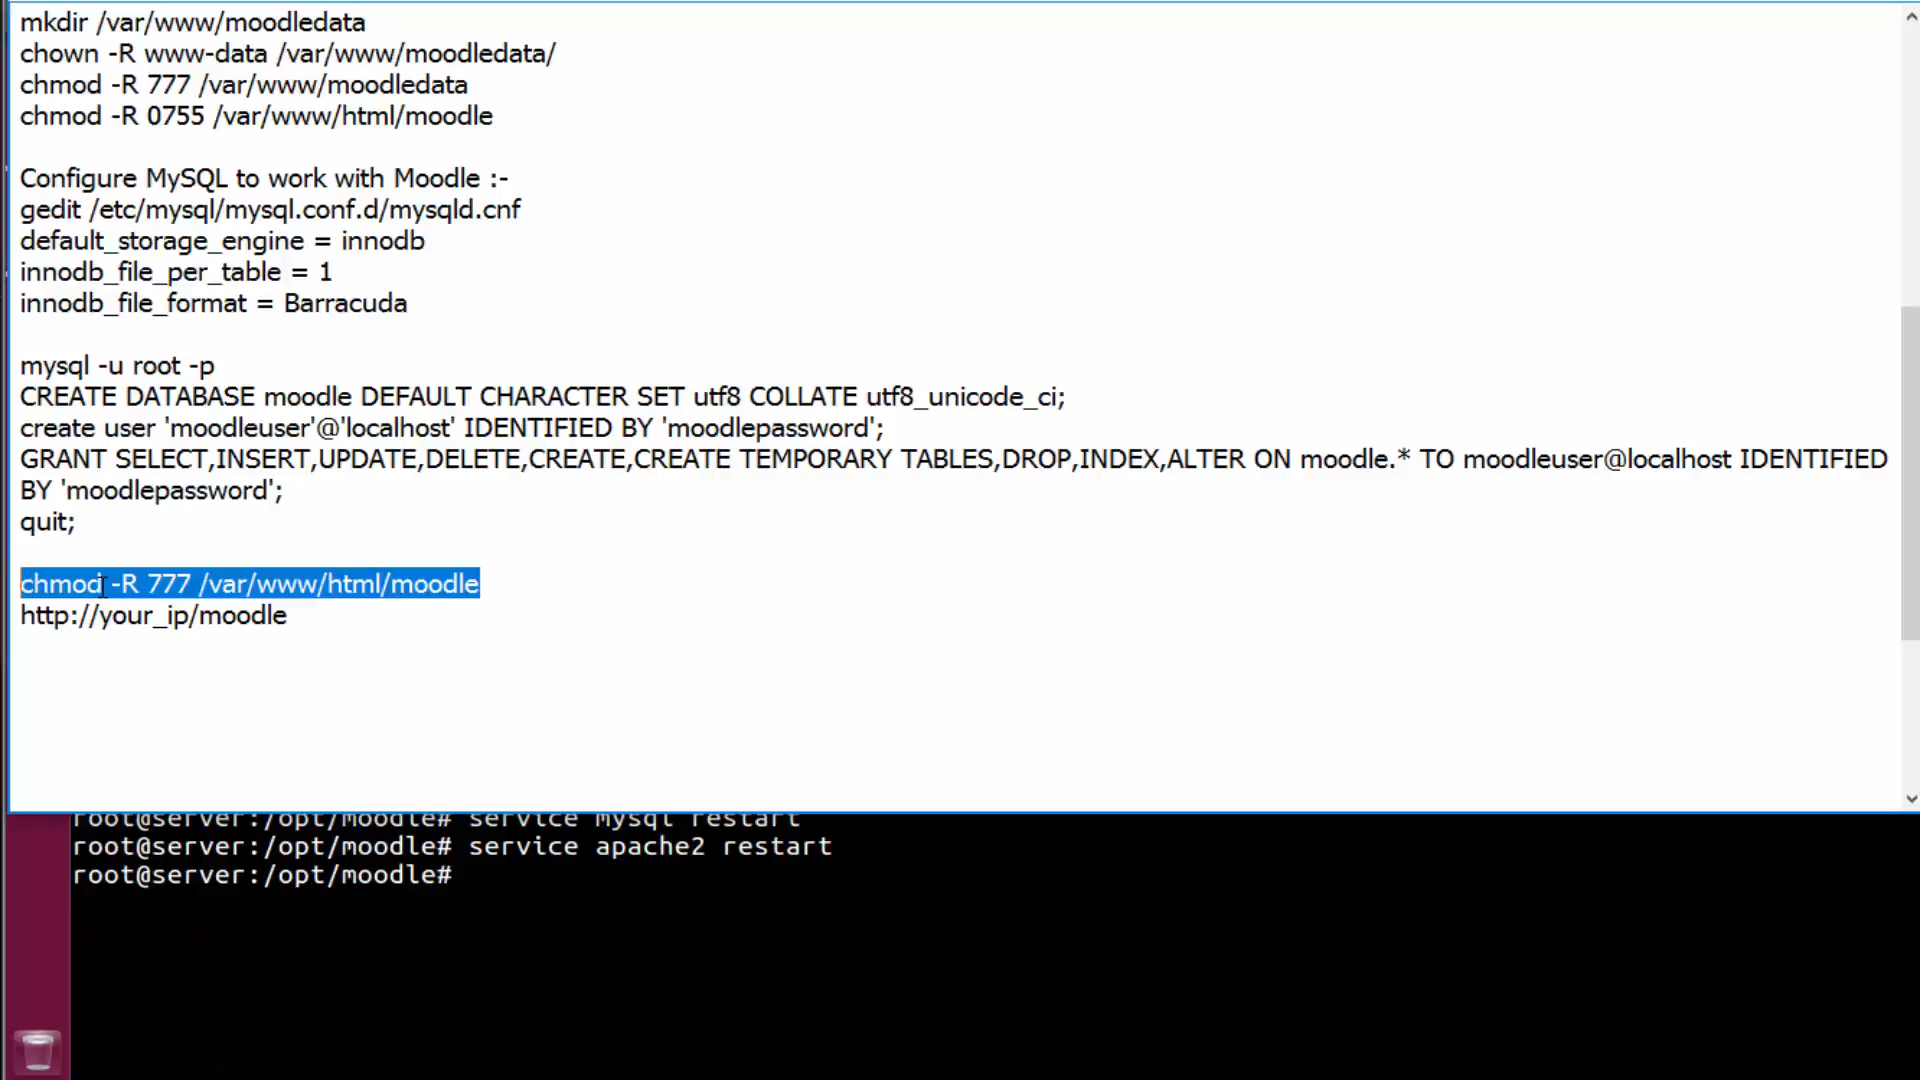 mkdir /var/www/moodledata
chown -R www-data /var/www/moodledata/
chmod -R 777 /var/www/moodledata
chmod -R 0755 /var/www/html/moodle
Configure MySQL to work with Moodle :-
gedit /etc/mysql/mysql.conf.d/mysqld.cnf
default_storage_engine = innodb
innodb_file_per_table = 1
innodb_file_format = Barracuda
mysql -u root -p
CREATE DATABASE moodle DEFAULT CHARACTER SET utf8 COLLATE utf8_unicode_ci;
create user 'moodleuser'@'localhost' IDENTIFIED BY 'moodlepassword';
GRANT SELECT,INSERT,UPDATE,DELETE,CREATE,CREATE TEMPORARY TABLES,DROP,INDEX,ALTER ON moodle.* TO moodleuser@localhost IDENTIFIED
BY 'moodlepassword';
quit;
chmod -R 777 /var/www/html/moodle
http://your_ip/moodle
root@server:/opt/moodle# service mysql restart
root@server:/opt/moodle# service apache2 restart
root@server:/opt/moodle#